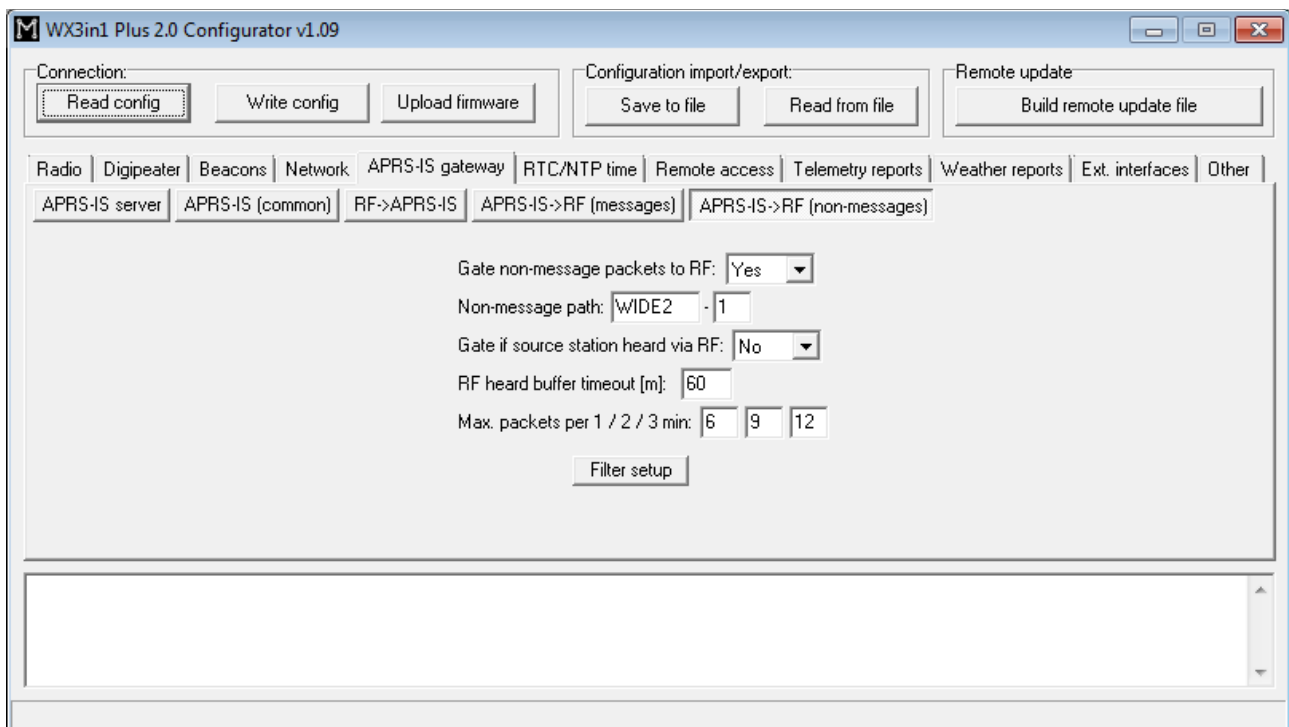 WX3in1 Plus 2.0 Configurator v1.09
Connection: Configuration import/export: Remote update
Read config Write config Upload firmware Save to file Read from file Build remote update file
Radio Digipeater Beacons Network APRS-IS gateway RTC/NTP time Remote access Telemetry reports Weather reports Ext. interfaces Other
APRS-IS server APRS-IS (common) RF->APRS-IS APRS-IS->RF (messages) APRS-IS->RF (non-messages)
Gate non-message packets to RF: Yes
Non-message path: WIDE2 - 1
Gate if source station heard via RF: No
RF heard buffer timeout [m]: 60
Max. packets per 1 / 2 / 3 min: 6 9 12
Filter setup